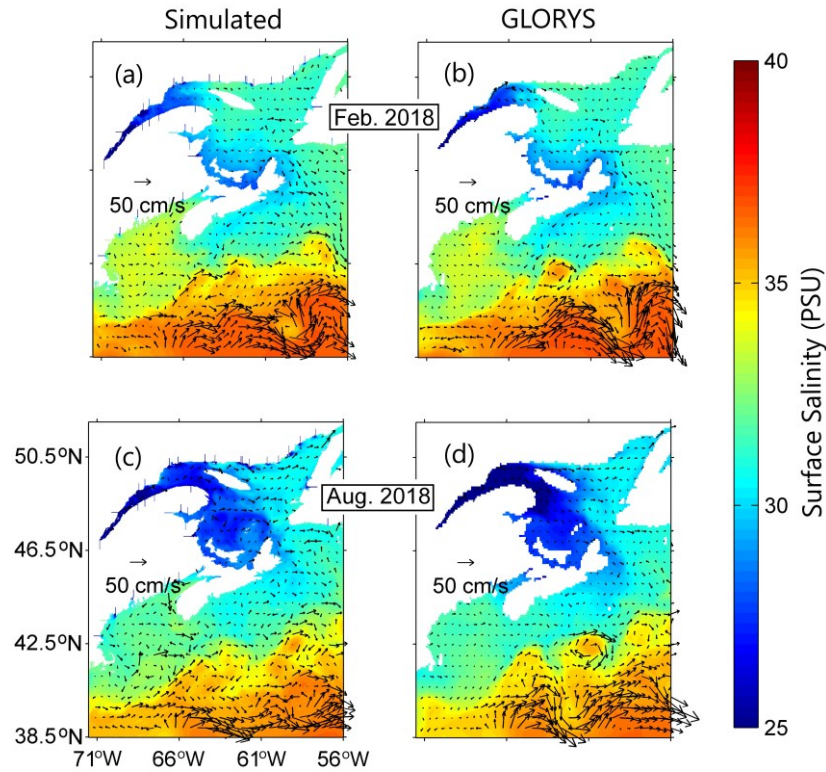 Simulated GLORYS
(a) (b) 40
Feb. 2018
50 cm/s 50 cm/s
35
50.5°N (c) (d)
Aug. 2018
30
46.5°N
50 cm/s 50 cm/s
42.5°N
38.5°N 25
71°W 66°W 61°W 56°W
Surface Salinity (PSU)